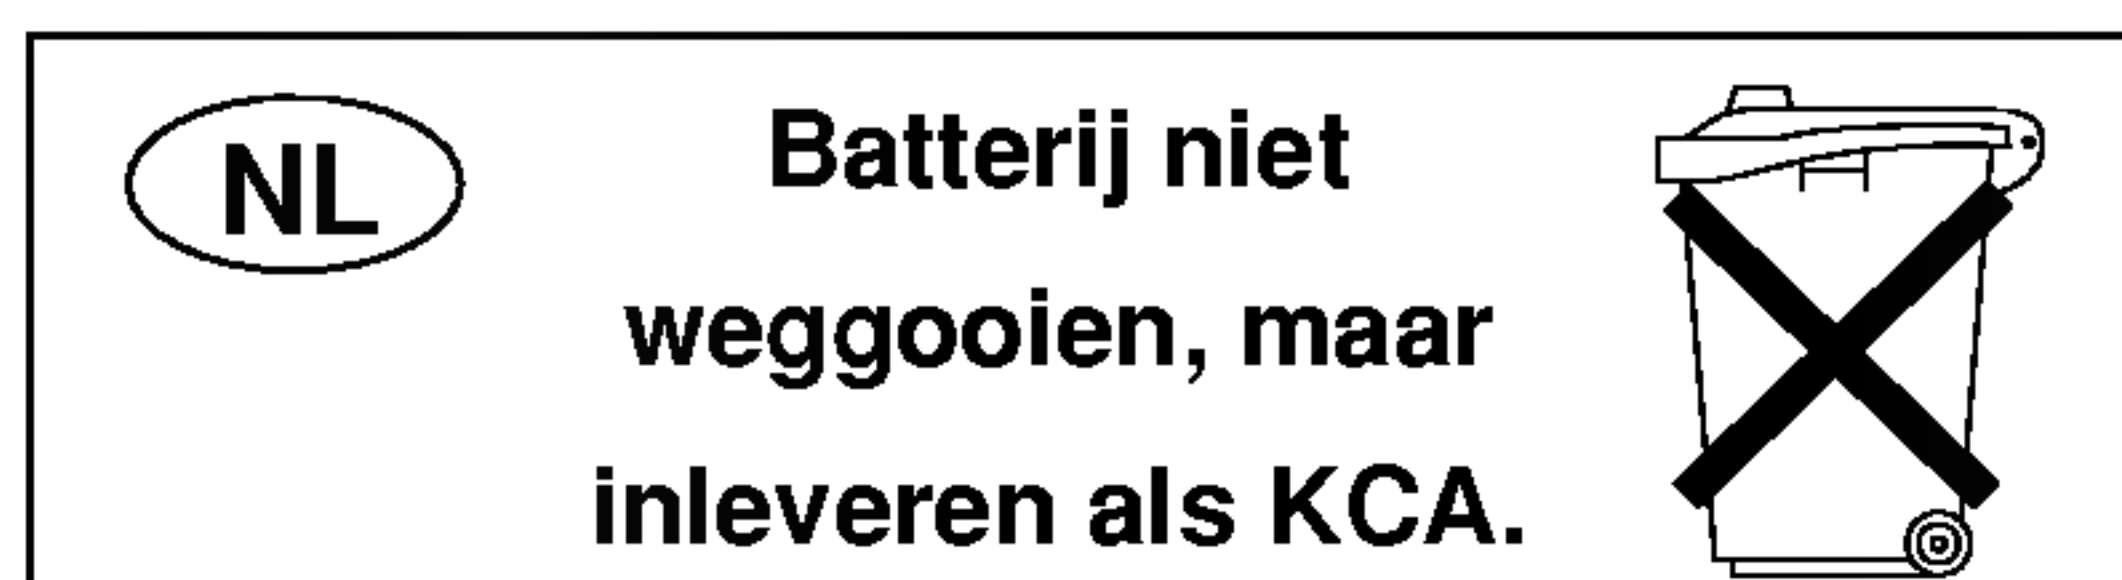 NL
Batterij niet
weggooien, maar
inleveren als KCA.